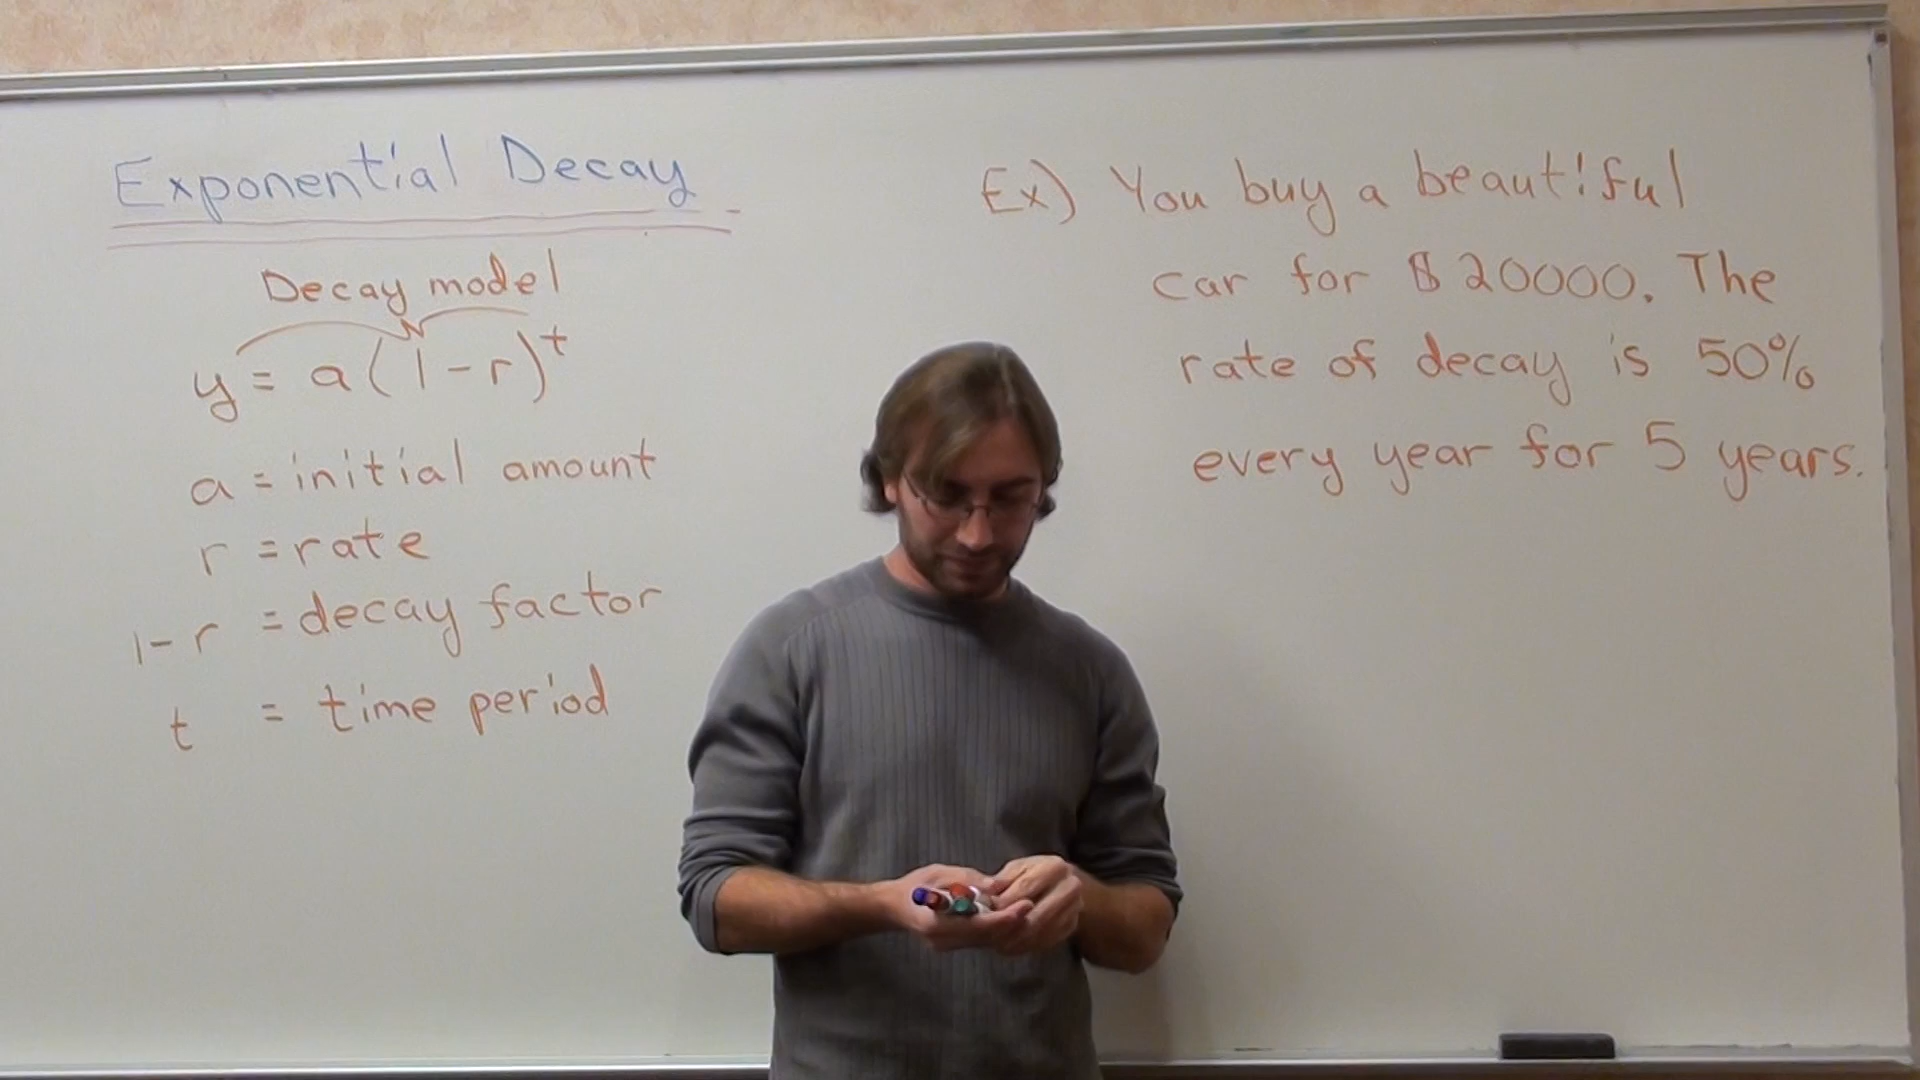 Exponential Decay
Decay model
y = a(1-r)^t
a = initial amount
r = rate
1-r = decay factor
t = time period
Ex) You buy a beautiful
car for $20000. The
rate of decay is 50%
every year for 5 years.